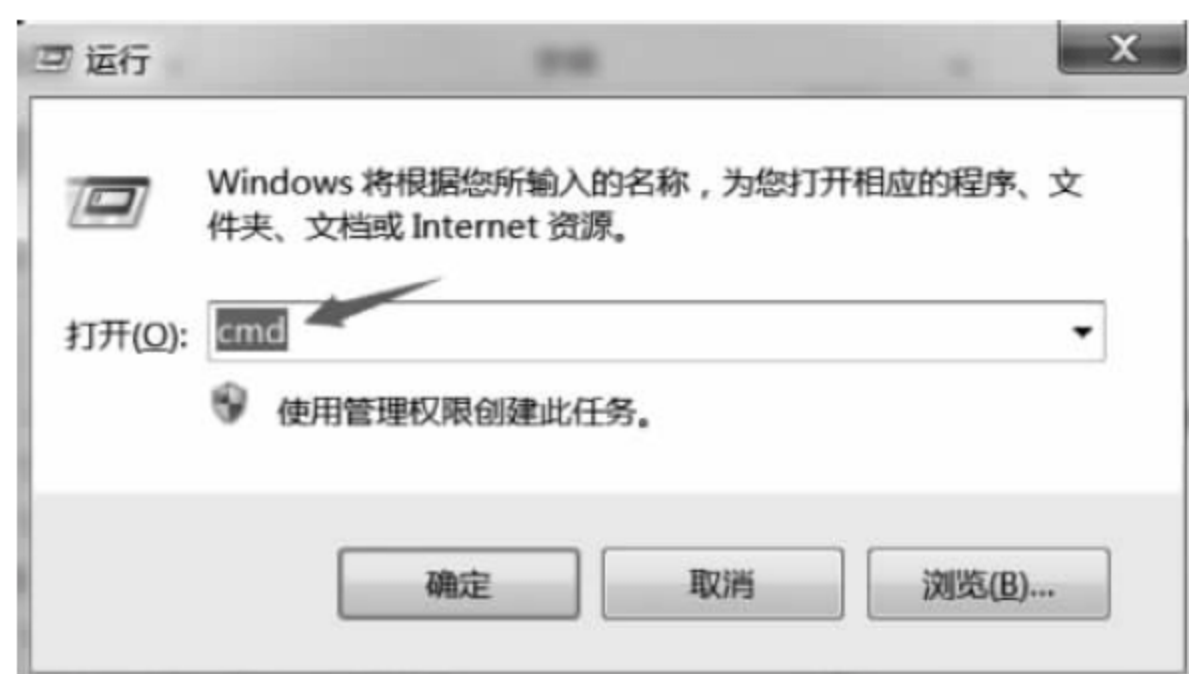 运行
Windows 将根据您所输入的名称，为您打开相应的程序、文
件夹、文档或 Internet 资源。
打开(O):
cmd
使用管理权限创建此任务。
确定
取消
浏览(B)...